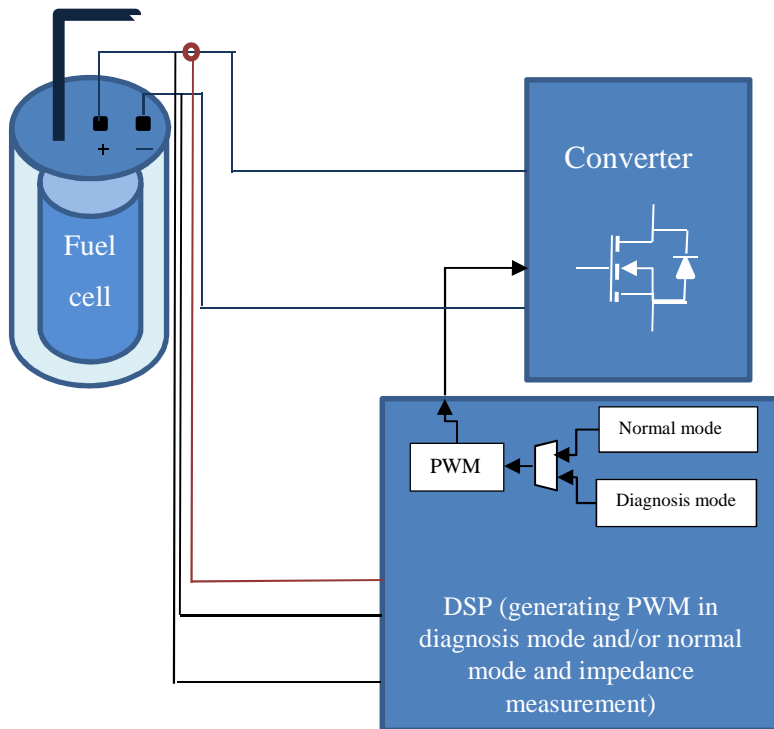 + —
Fuel
cell
Converter
Normal mode
PWM
Diagnosis mode
DSP (generating PWM in
diagnosis mode and/or normal
mode and impedance
measurement)